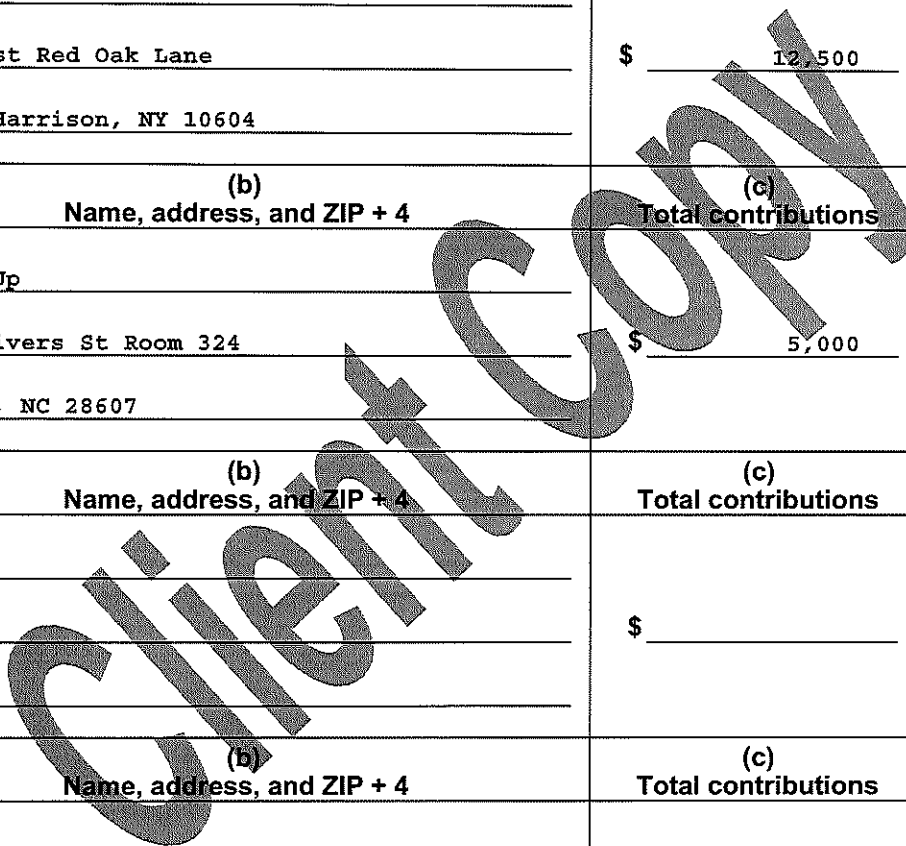 st Red Oak Lane
$ 12,500
Harrison, NY 10604
(b)
Name, address, and ZIP + 4
(c)
Total contributions
Up
ivers St Room 324
$ 5,000
, NC 28607
(b)
Name, address, and ZIP + 4
(c)
Total contributions
$
(b)
Name, address, and ZIP + 4
(c)
Total contributions
Client Copy